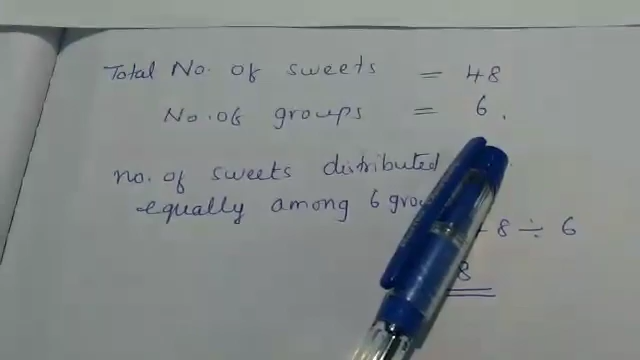 Total No. of sweets = 48
No. of groups = 6.
no. of sweets distributed
equally among 6
8 ÷ 6
8